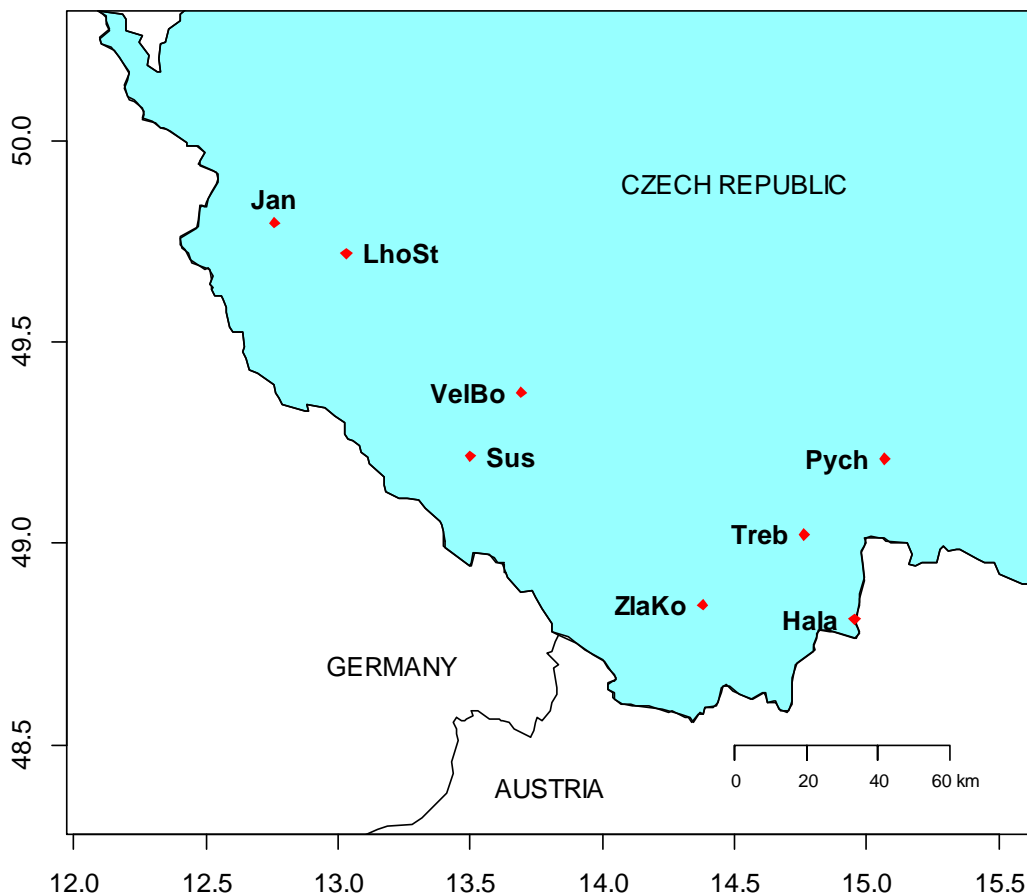 50.0
49.5
49.0
48.5
CZECH REPUBLIC
Jan
LhoSt
VelBo
Sus
Pych
Treb
ZlaKo
Hala
GERMANY
AUSTRIA
0 20 40 60 km
12.0 12.5 13.0 13.5 14.0 14.5 15.0 15.5